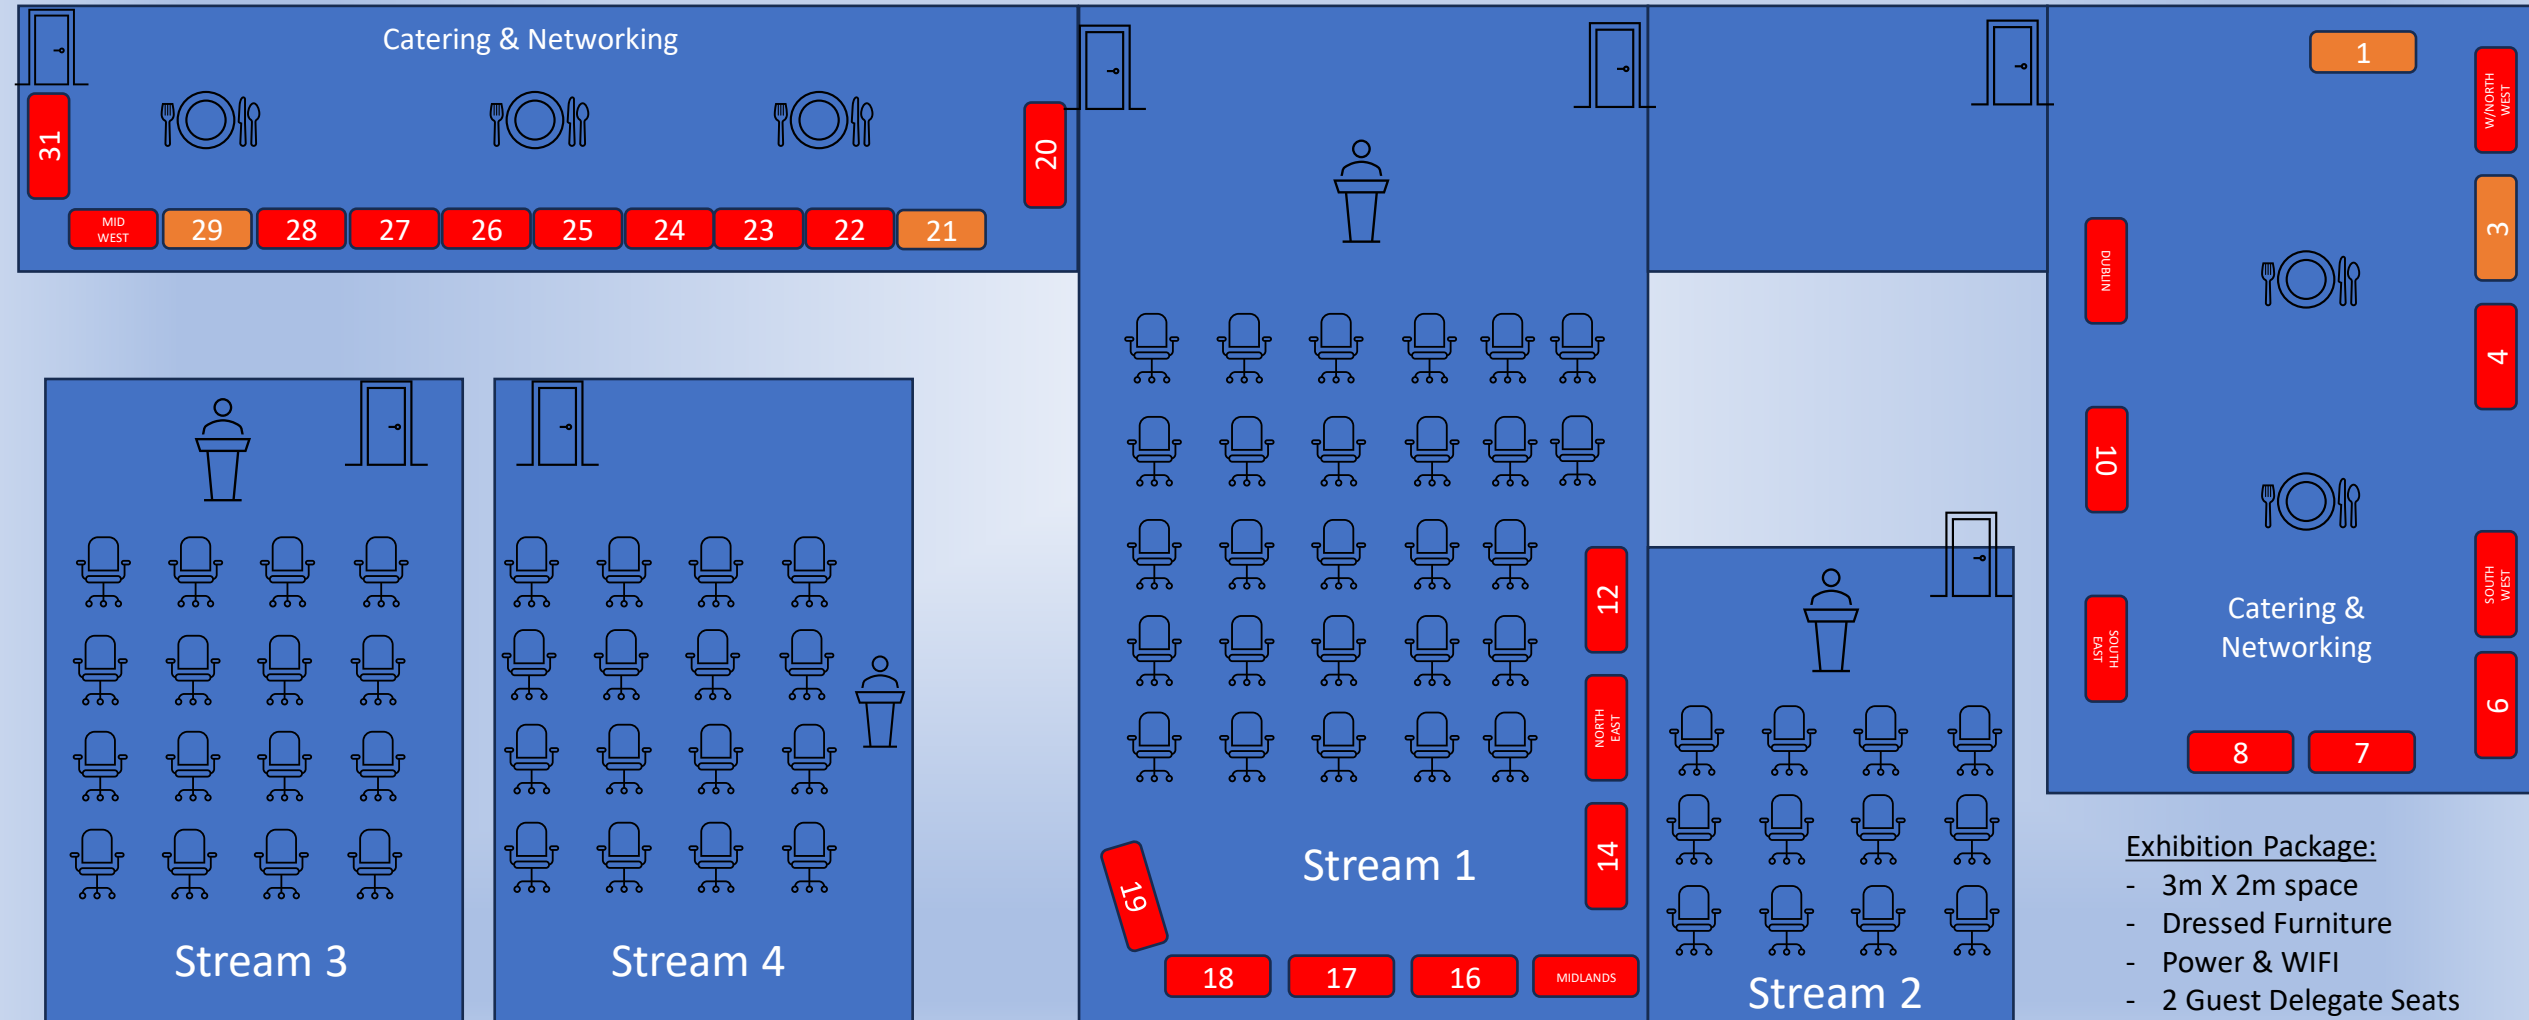 Catering & Networking
31
20
MID
WEST
29
28
27
26
25
24
23
22
21
1
W/NORTH
WEST
3
4
DUBLIN
10
SOUTH
EAST
SOUTH
WEST
6
8
7
Catering &
Networking
12
NORTH
EAST
14
19
18
17
16
MIDLANDS
Stream 1
Stream 2
Stream 3
Stream 4
Exhibition Package:
- 3m X 2m space
- Dressed Furniture
- Power & WIFI
- 2 Guest Delegate Seats